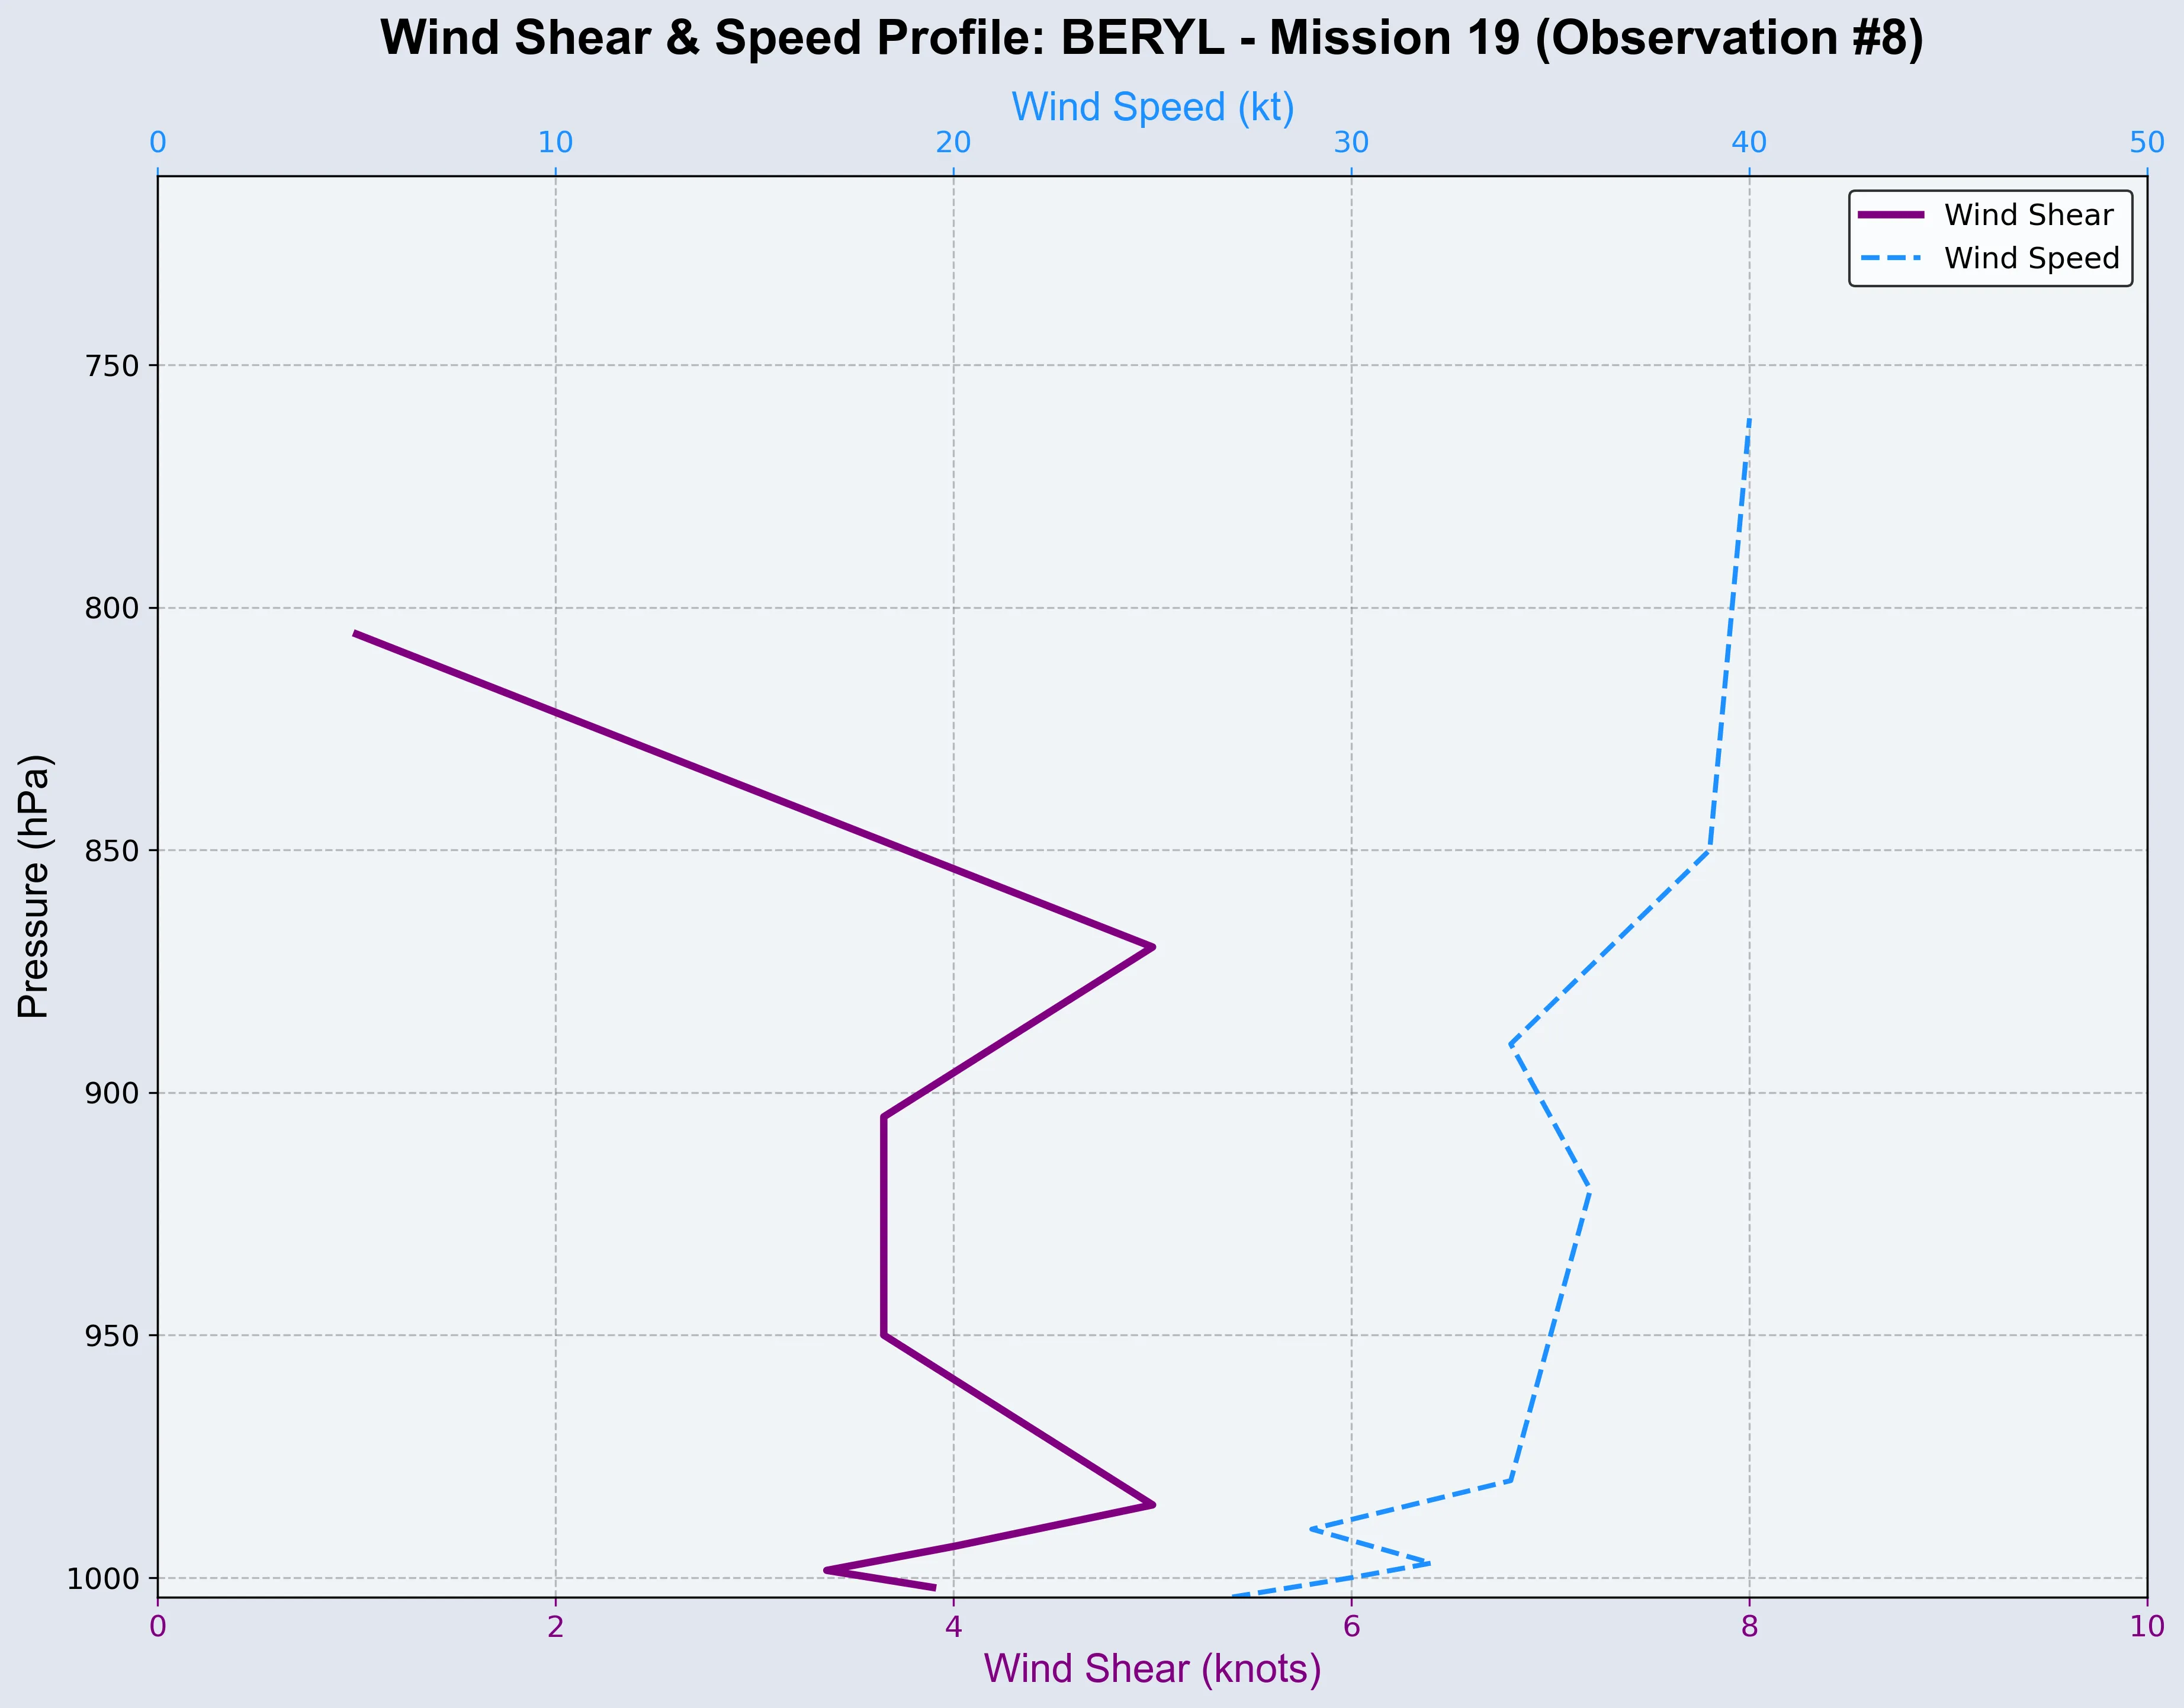 Wind Shear & Speed Profile: BERYL - Mission 19 (Observation #8)
Wind Speed (kt)
0 10 20 30 40 50
Wind Shear
Wind Speed
750
800
850
900
950
1000
Pressure (hPa)
0 2 4 6 8 10
Wind Shear (knots)